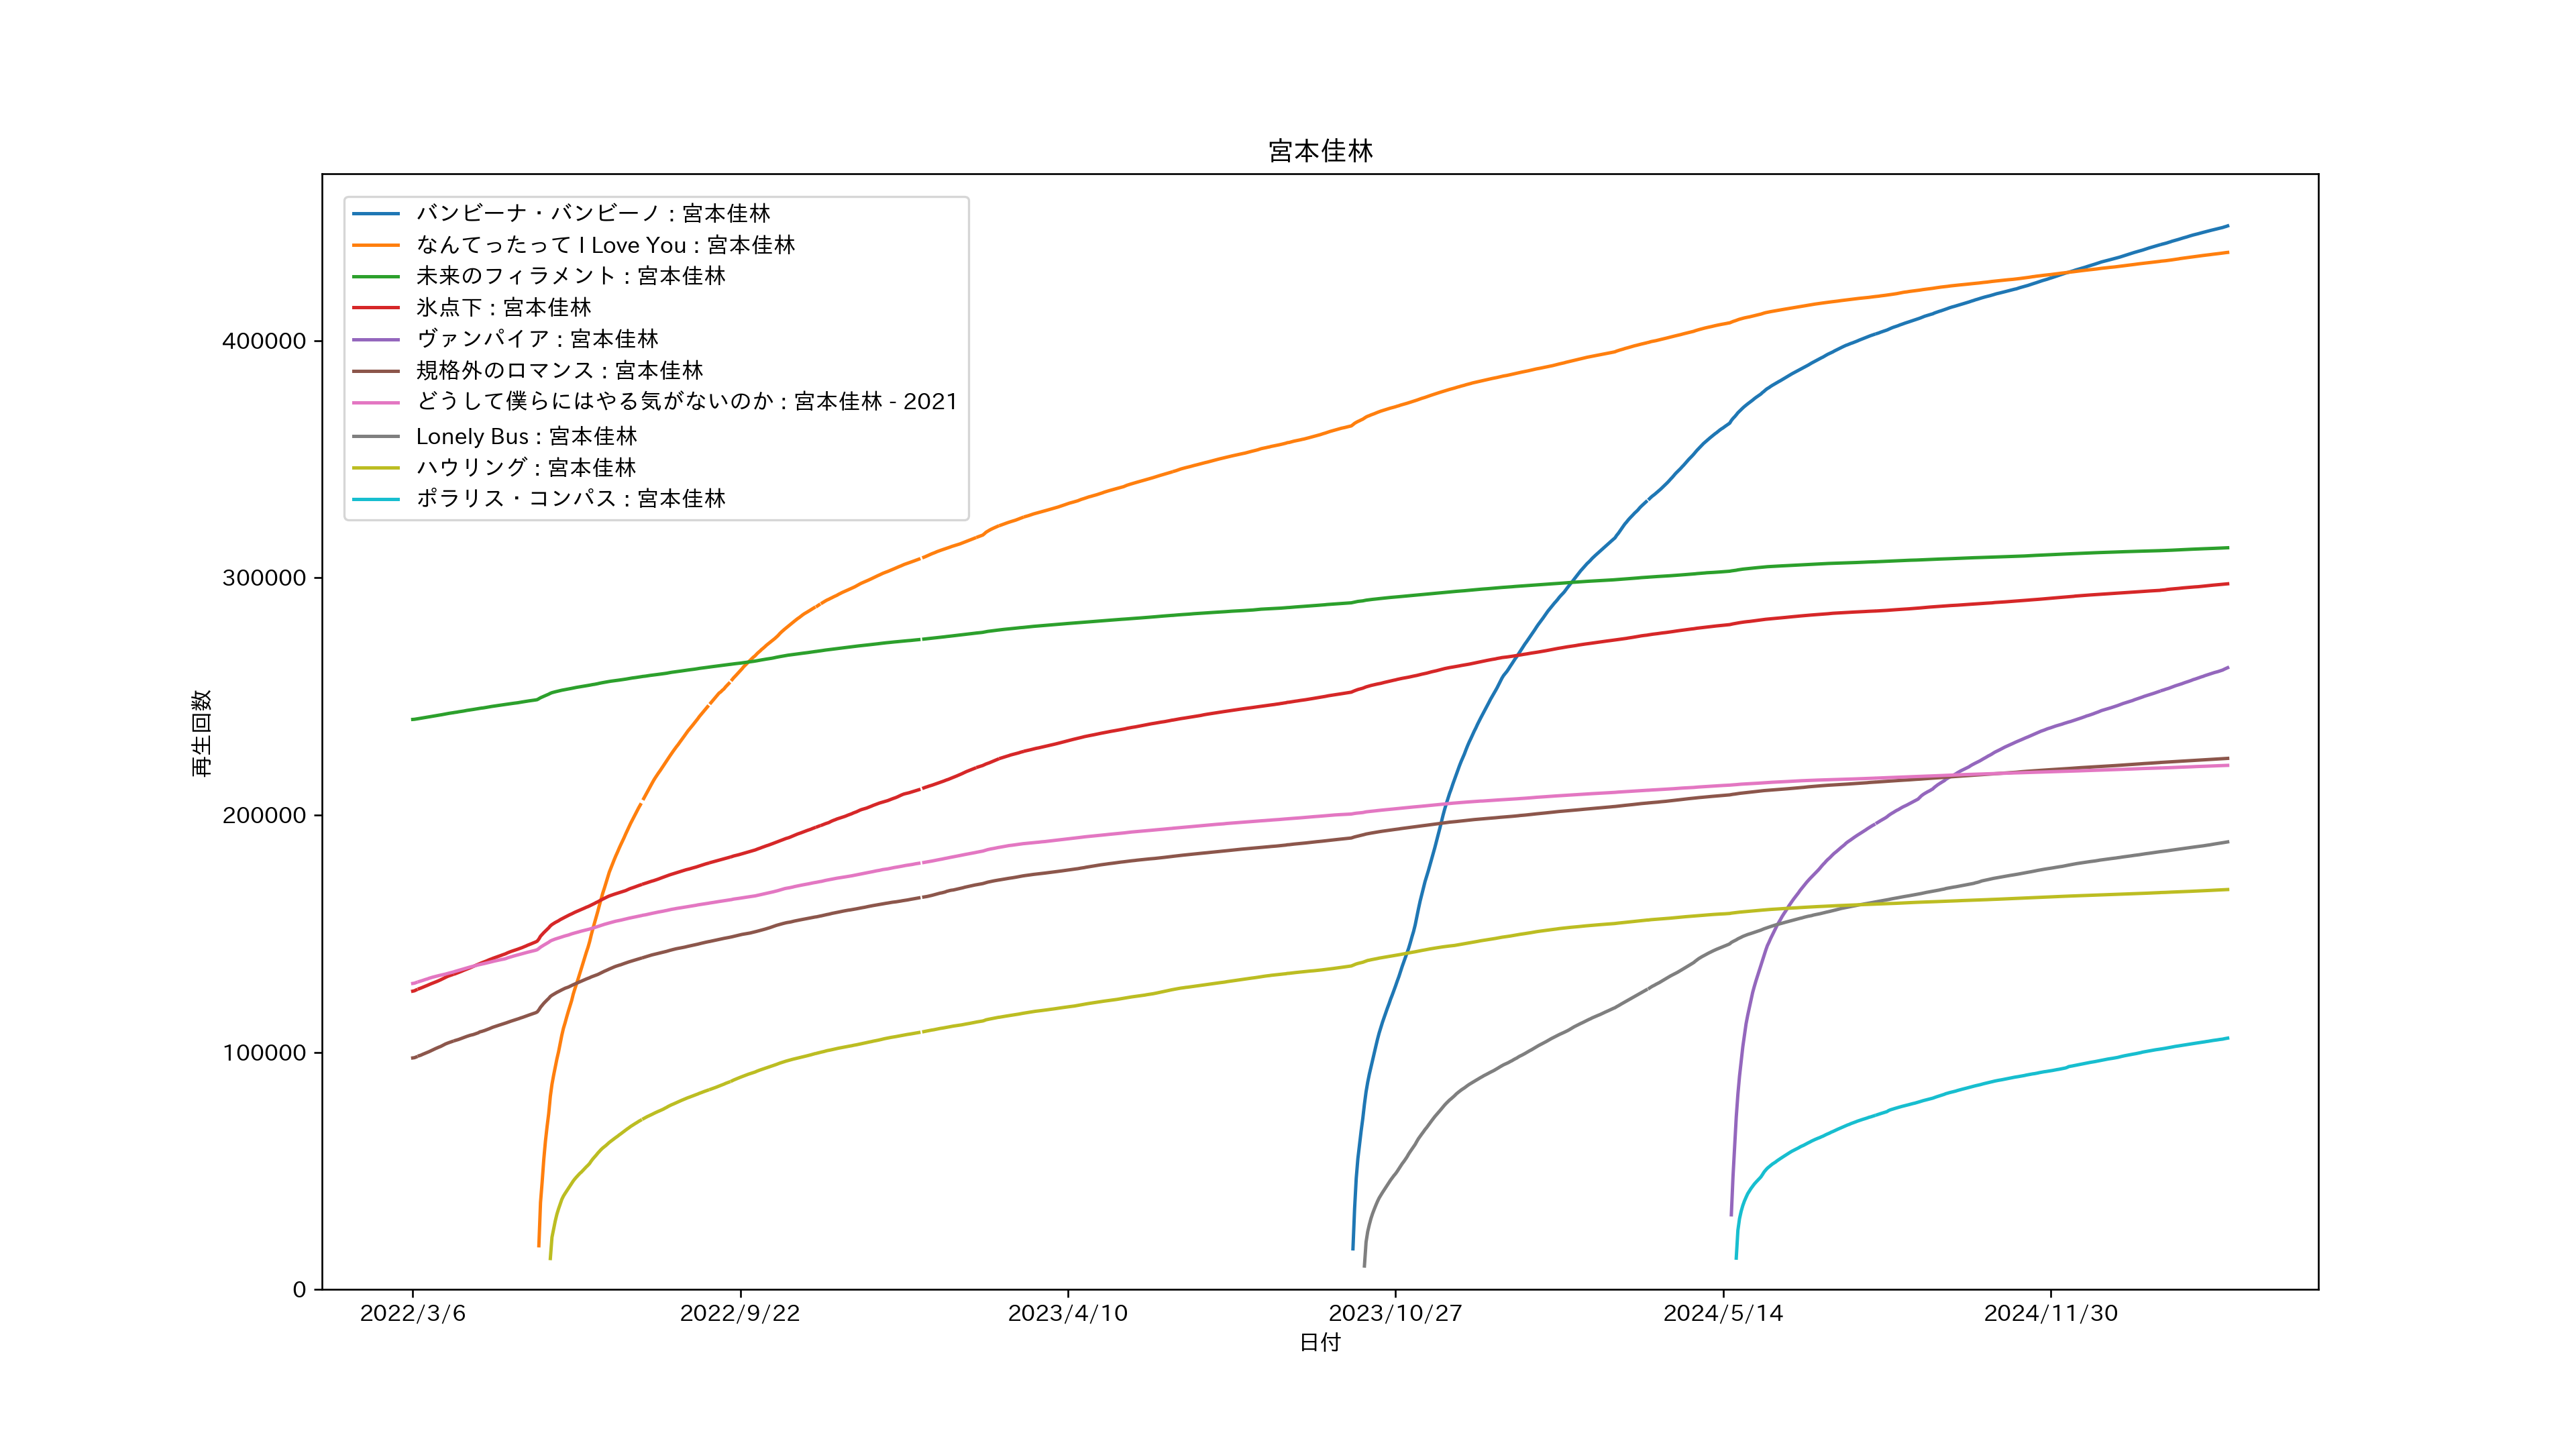 宮本佳林
バンビーナ・バンビーノ : 宮本佳林
なんてったって I Love You : 宮本佳林
未来のフィラメント : 宮本佳林
氷点下 : 宮本佳林
ヴァンパイア : 宮本佳林
規格外のロマンス : 宮本佳林
どうして僕らにはやる気がないのか : 宮本佳林 - 2021
Lonely Bus : 宮本佳林
ハウリング : 宮本佳林
ポラリス・コンパス : 宮本佳林
再生回数
400000
300000
200000
100000
0
2022/3/6
2022/9/22
2023/4/10
2023/10/27
2024/5/14
2024/11/30
日付